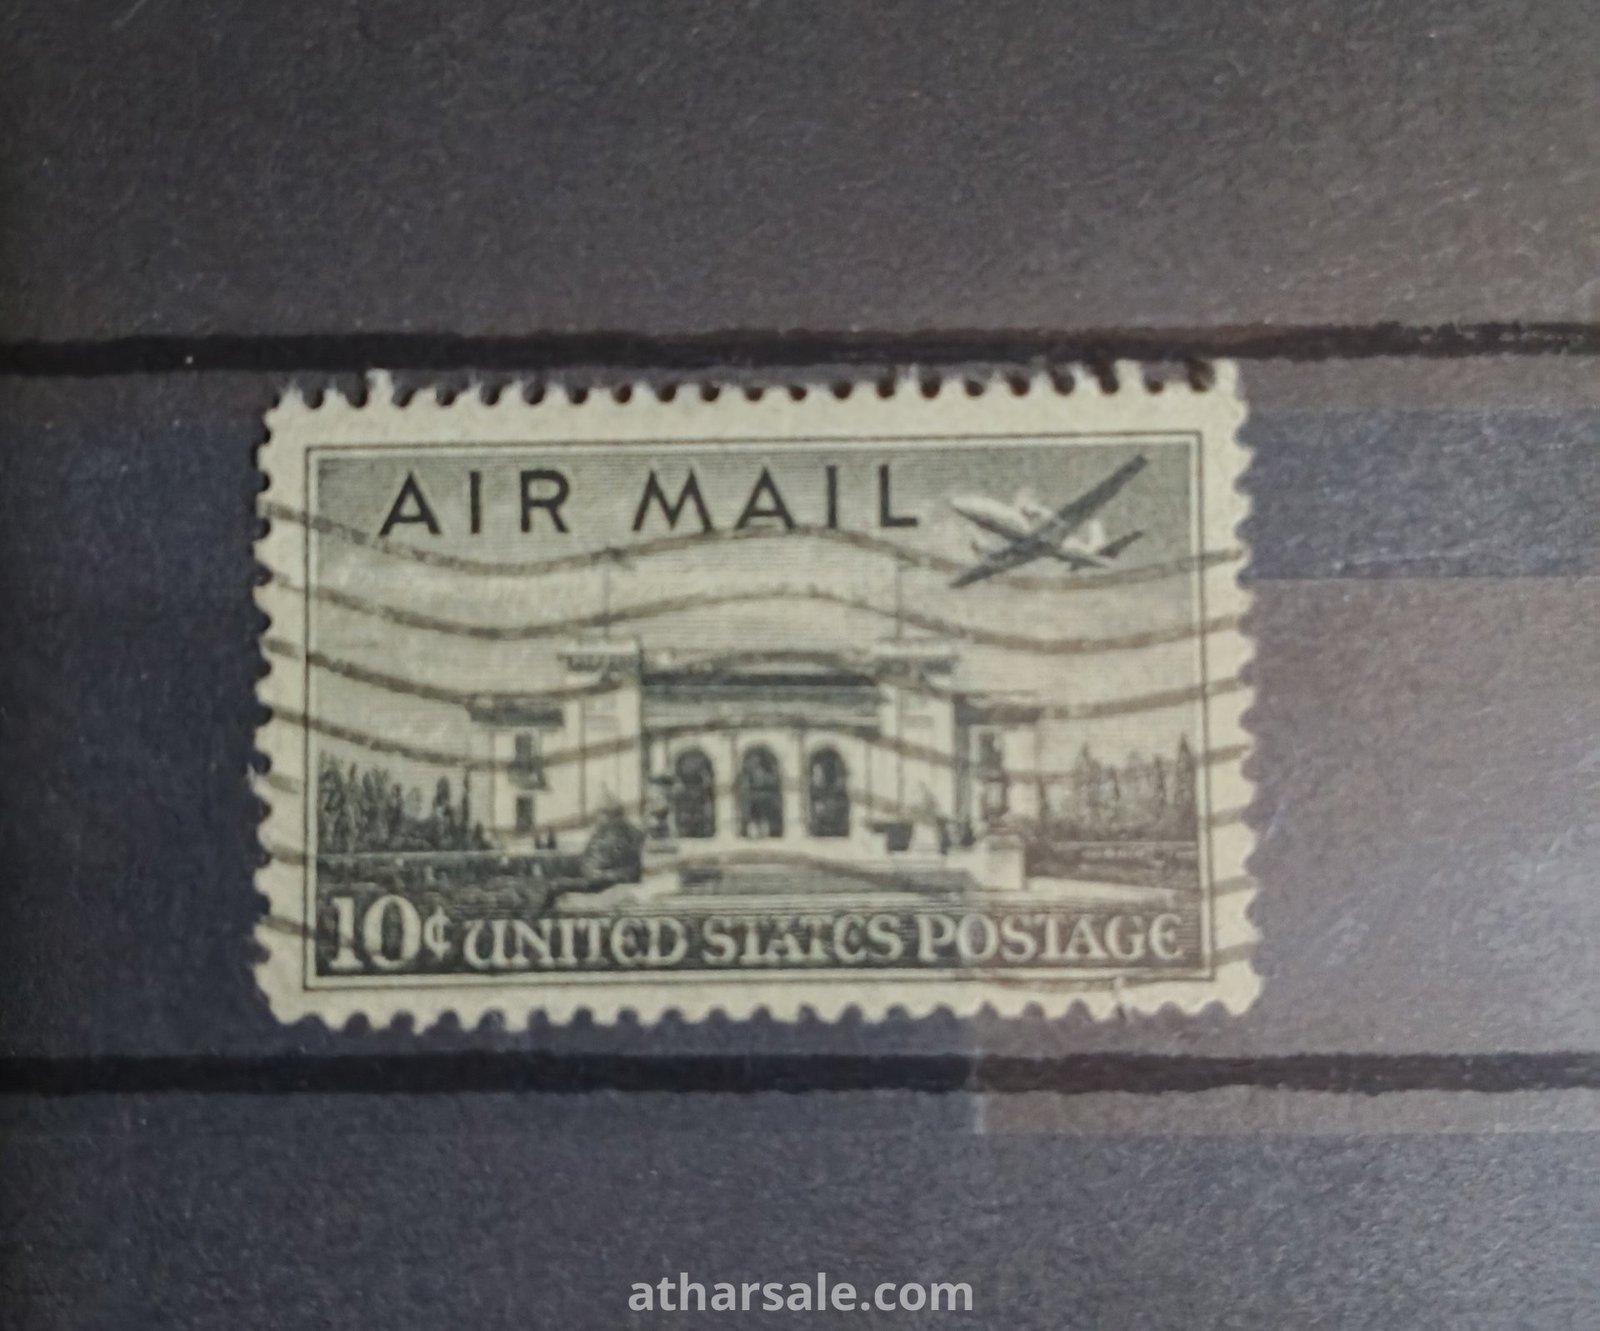 AIR MAIL
10¢ UNITED STATES POSTAGE
atharsale.com